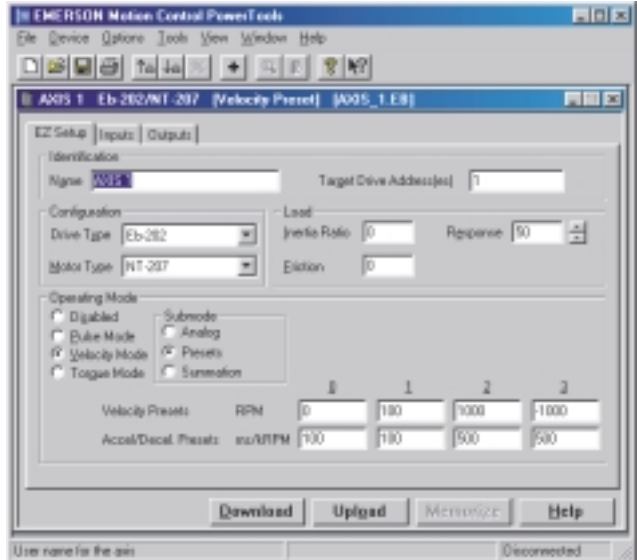 EMERSON Motion Control PowerTools
File Device Options Tools View Window Help
AXIS 1 Eb-202/NT-207 [Velocity Preset] [AXIS_1.EB]
EZ Setup Inputs Outputs
Identification
Name AXIS 1 Target Drive Address(es) 1
Configuration Load
Drive Type Eb-202 Inertia Ratio 0 Response 50
Motor Type NT-207 Friction 0
Operating Mode
Disabled Submode
Pulse Mode Analog
Velocity Mode Presets
Torque Mode Summation
0 1 2 3
Velocity Presets RPM 0 100 1000 -1000
Accel/Decel. Presets ms/kRPM 100 100 500 500
Download Upload Memorize Help
User name for the axis Disconnected